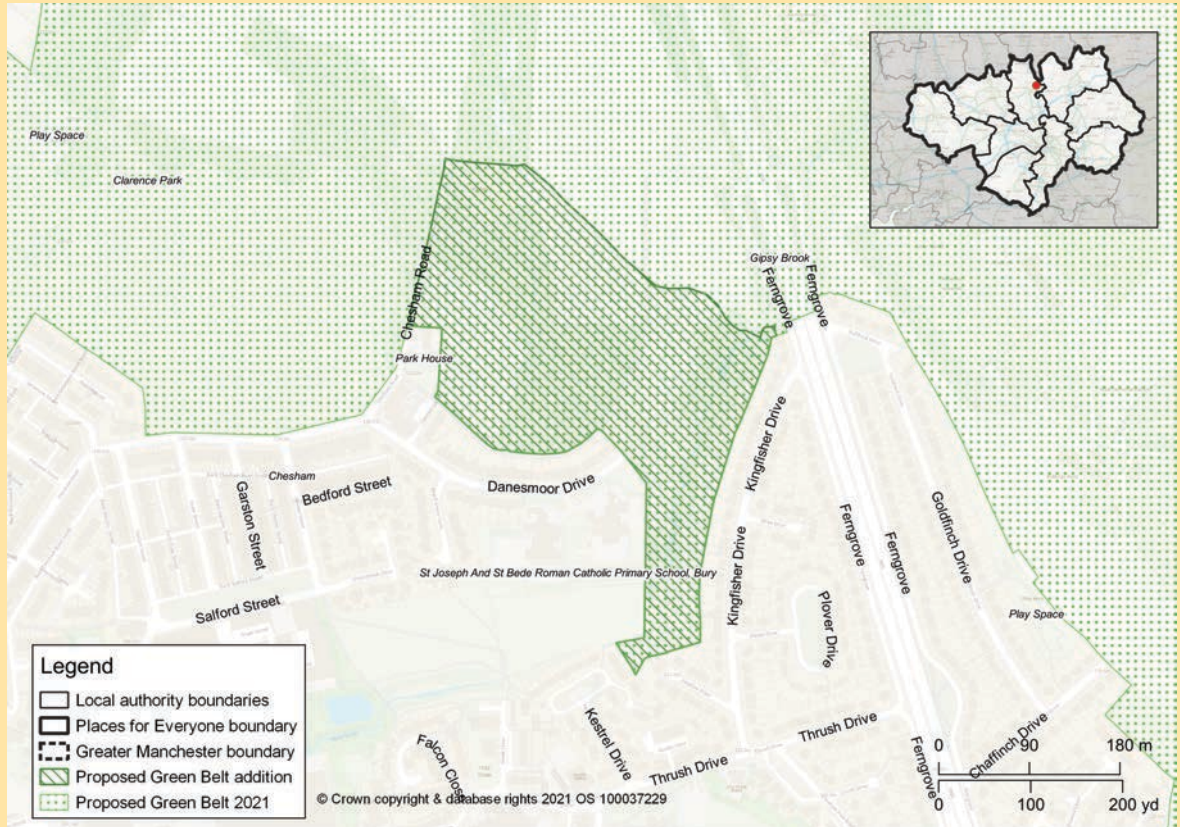 Play Space
Clarence Park
Chesham Road
Gipsy Brook
Ferngrove
Ferngrove
Park House
Kingfisher Drive
Chesham
Bedford Street
Danesmoor Drive
Garston Street
Ferngrove
Ferngrove
Goldfinch Drive
St Joseph And St Bede Roman Catholic Primary School, Bury
Kingfisher Drive
Salford Street
Plover Drive
Play Space
Legend
Local authority boundaries
Places for Everyone boundary
Greater Manchester boundary
Proposed Green Belt addition
Proposed Green Belt 2021
Kestrel Drive
Falcon Close
Thrush Drive
Thrush Drive
Ferngrove
Chaffinch Drive
0 90 180 m
0 100 200 yd
© Crown copyright & database rights 2021 OS 100037229